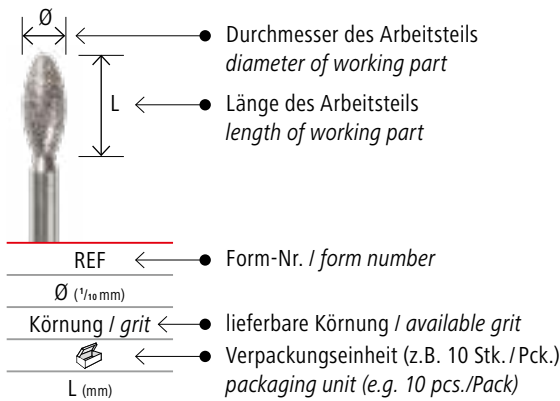 Ø
Durchmesser des Arbeitsteils
diameter of working part
L
Länge des Arbeitsteils
length of working part
REF
Form-Nr. / form number
Ø (¹/₁₀ mm)
Körnung / grit
lieferbare Körnung / available grit
Verpackungseinheit (z.B. 10 Stk. / Pck.)
packaging unit (e.g. 10 pcs./Pack)
L (mm)